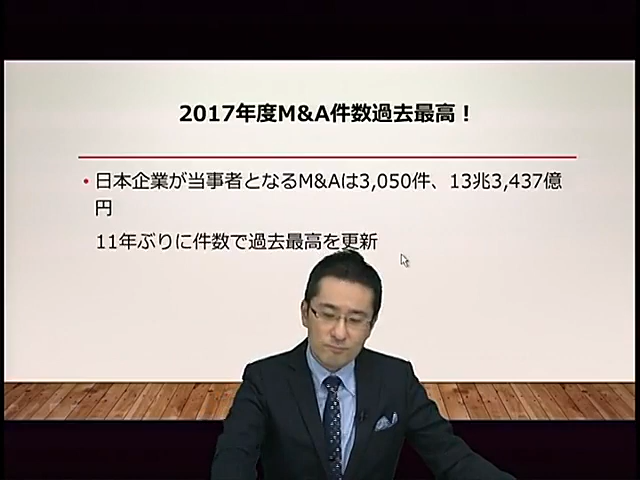 2017年度M&A件数過去最高！
・日本企業が当事者となるM&Aは3,050件、13兆3,437億
円
11年ぶりに件数で過去最高を更新